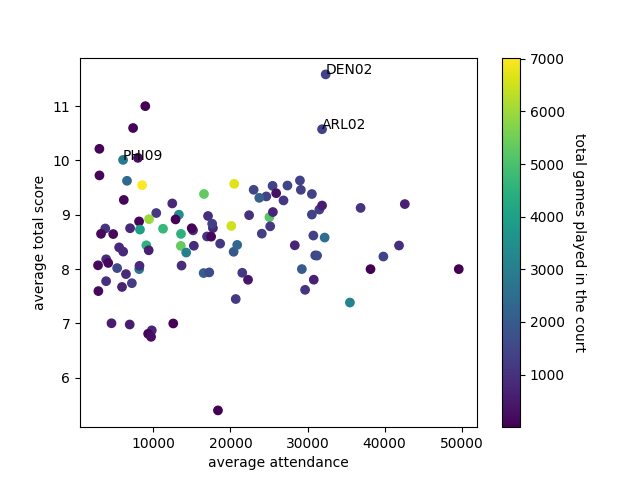 DEN02
ARL02
PHI09
11
10
9
8
7
6
10000 20000 30000 40000 50000
average attendance
average total score
7000
6000
5000
4000
3000
2000
1000
total games played in the court